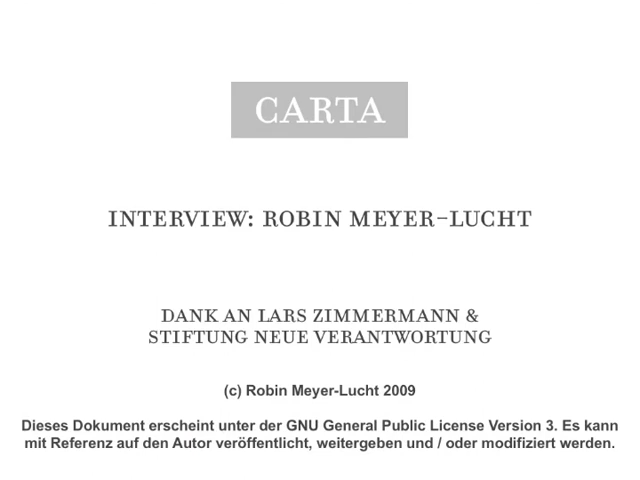 CARTA
INTERVIEW: ROBIN MEYER-LUCHT
DANK AN LARS ZIMMERMANN &
STIFTUNG NEUE VERANTWORTUNG
(c) Robin Meyer-Lucht 2009
Dieses Dokument erscheint unter der GNU General Public License Version 3. Es kann
mit Referenz auf den Autor veröffentlicht, weitergeben und / oder modifiziert werden.